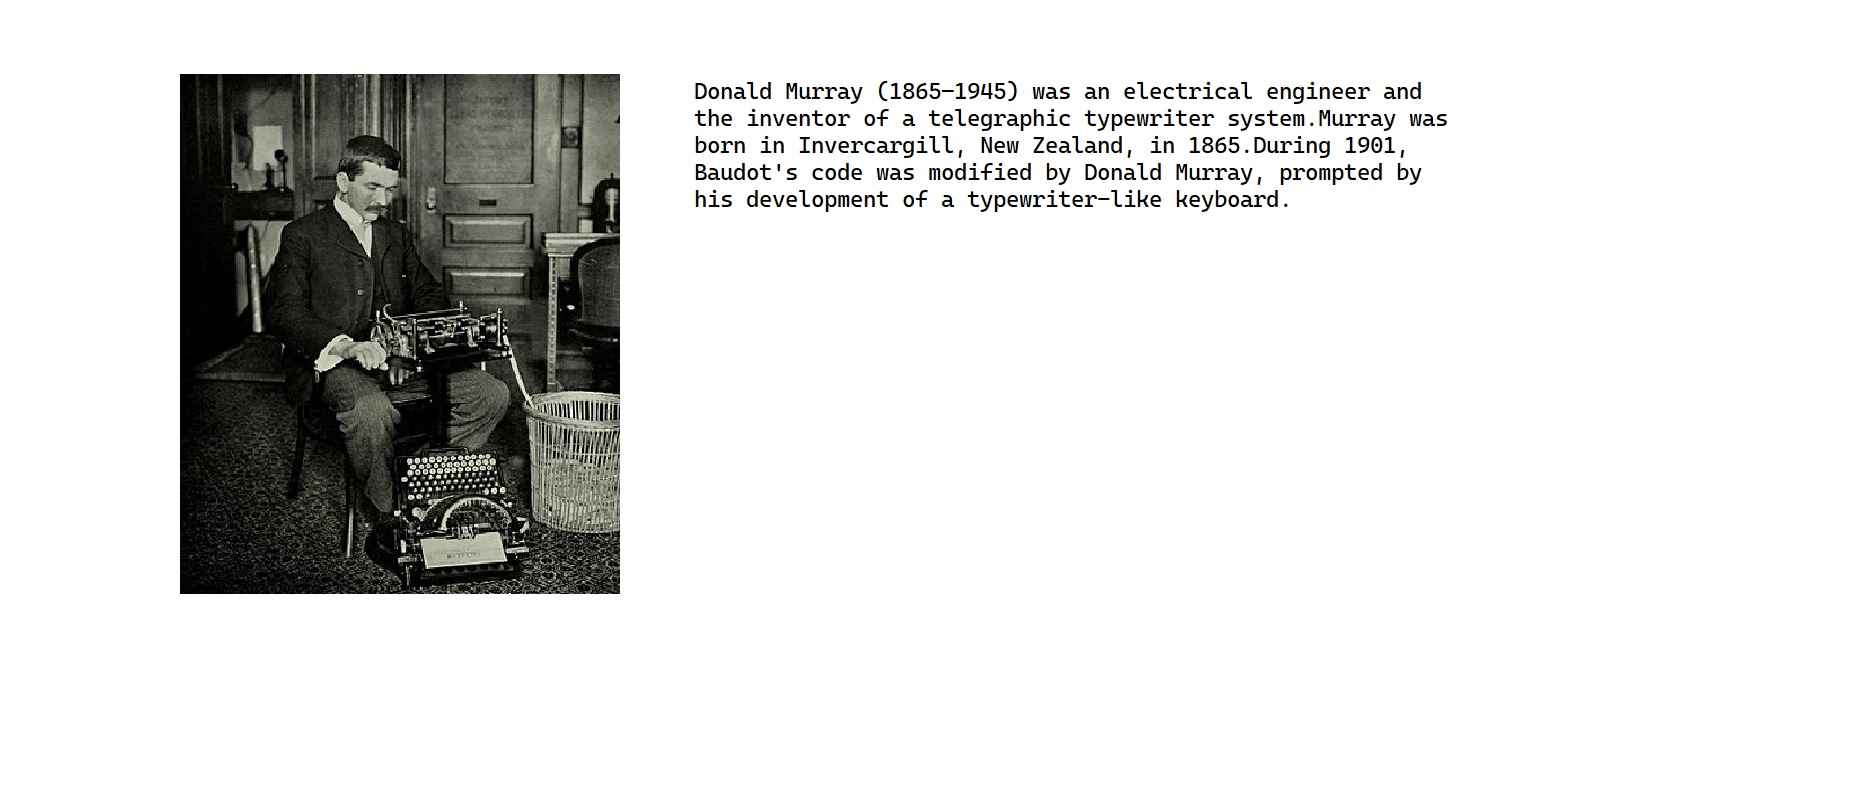 Donald Murray (1865–1945) was an electrical engineer and
the inventor of a telegraphic typewriter system.Murray was
born in Invercargill, New Zealand, in 1865.During 1901,
Baudot's code was modified by Donald Murray, prompted by
his development of a typewriter-like keyboard.